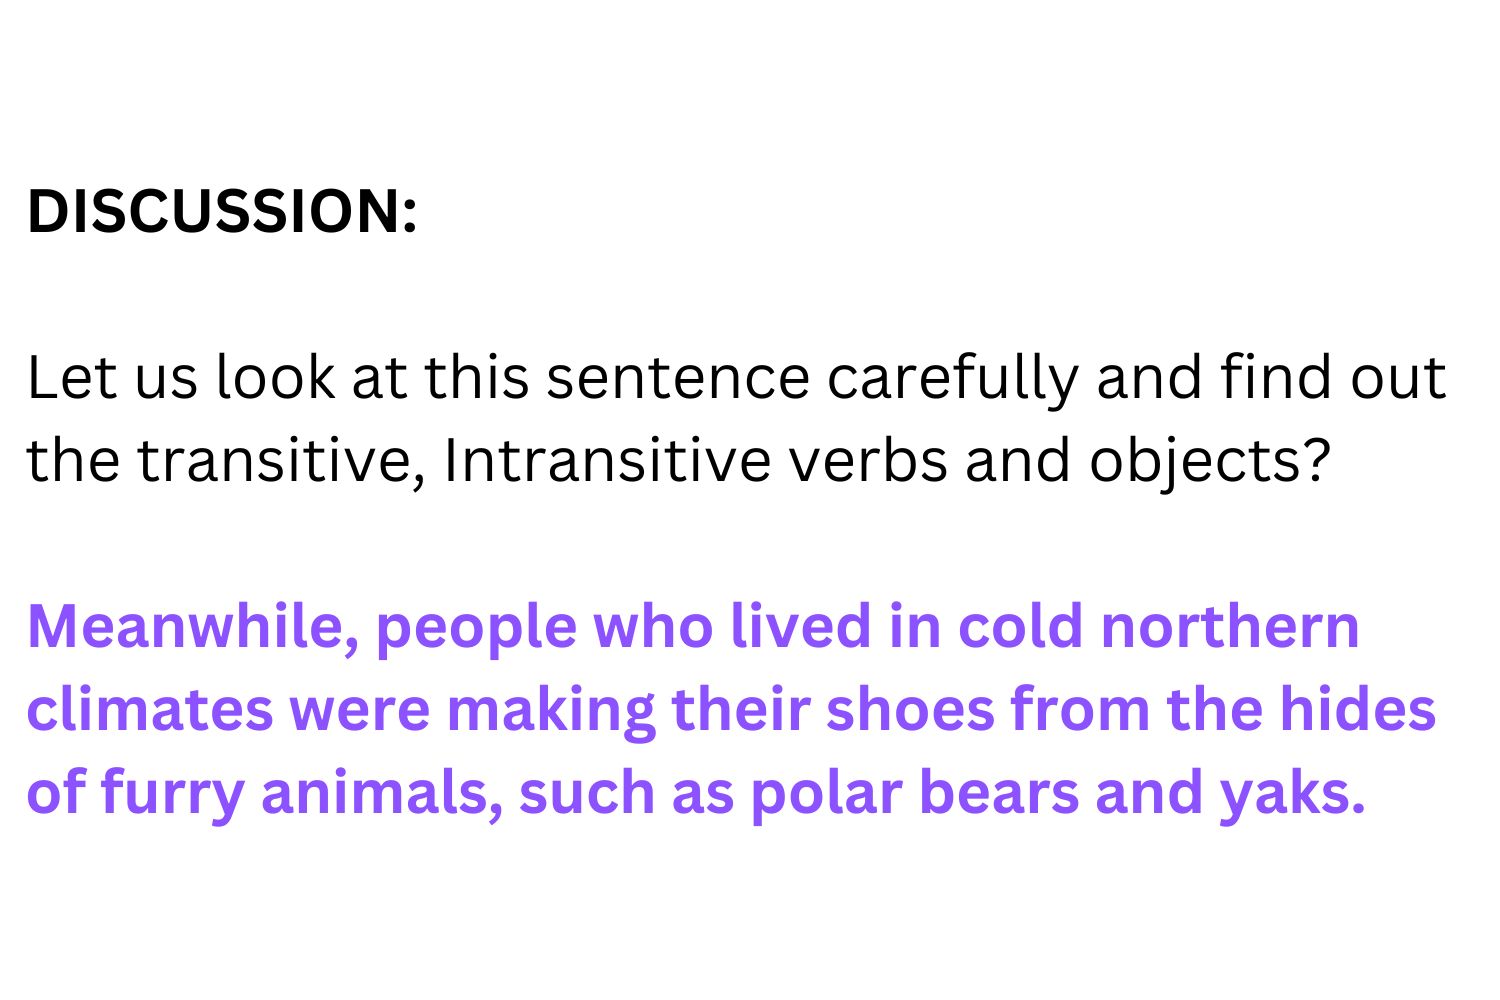 DISCUSSION:
Let us look at this sentence carefully and find out
the transitive, Intransitive verbs and objects?
Meanwhile, people who lived in cold northern
climates were making their shoes from the hides
of furry animals, such as polar bears and yaks.